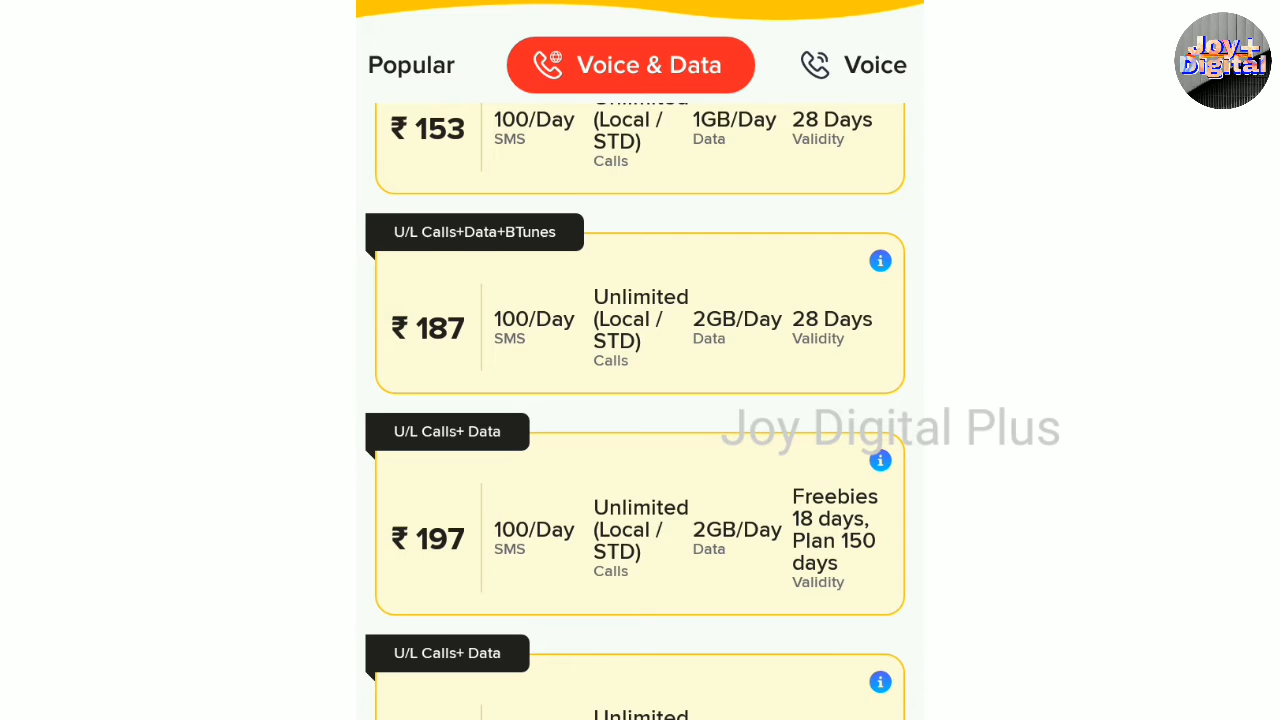 Joy+
Digital
Popular
Voice & Data
Voice
₹ 153
100/Day
SMS
Unlimited
(Local /
STD)
Calls
1GB/Day
Data
28 Days
Validity
U/L Calls+Data+BTunes
₹ 187
100/Day
SMS
Unlimited
(Local /
STD)
Calls
2GB/Day
Data
28 Days
Validity
Joy Digital Plus
U/L Calls+ Data
₹ 197
100/Day
SMS
Unlimited
(Local /
STD)
Calls
2GB/Day
Data
Freebies
18 days,
Plan 150
days
Validity
U/L Calls+ Data
Unlimited